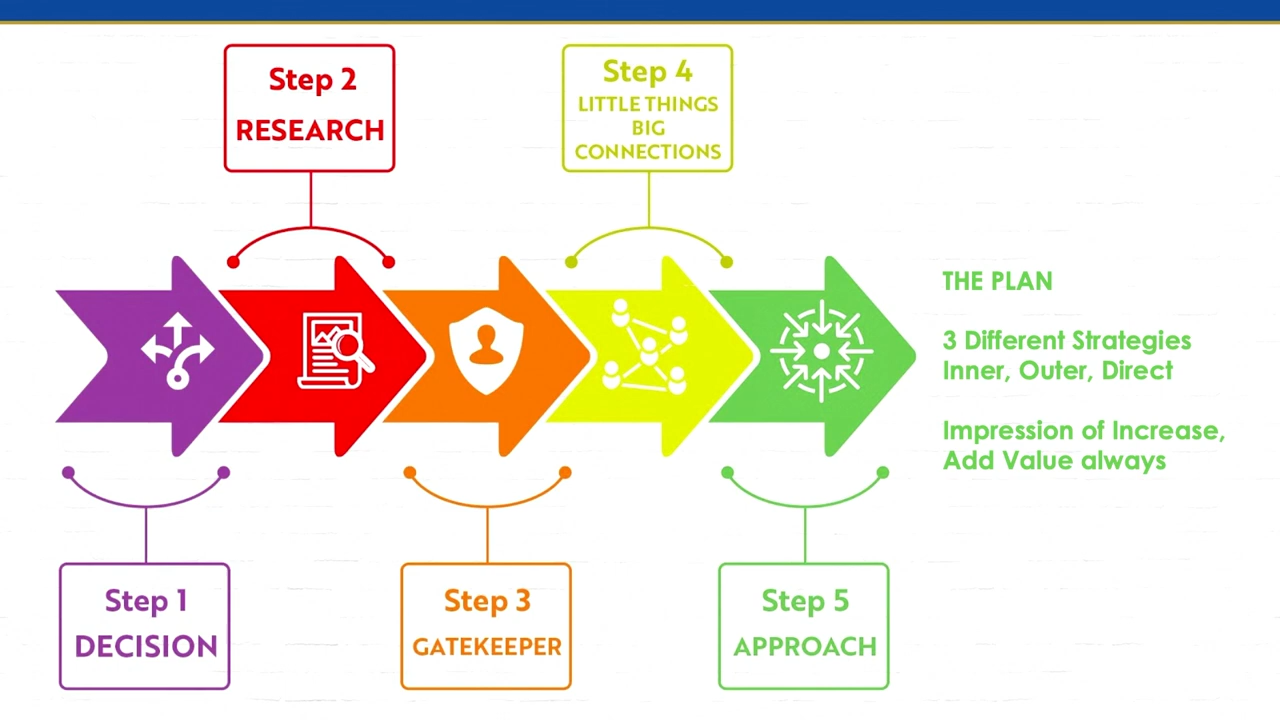 Step 2
RESEARCH
Step 4
LITTLE THINGS
BIG
CONNECTIONS
THE PLAN
3 Different Strategies
Inner, Outer, Direct
Impression of Increase,
Add Value always
Step 1
DECISION
Step 3
GATEKEEPER
Step 5
APPROACH